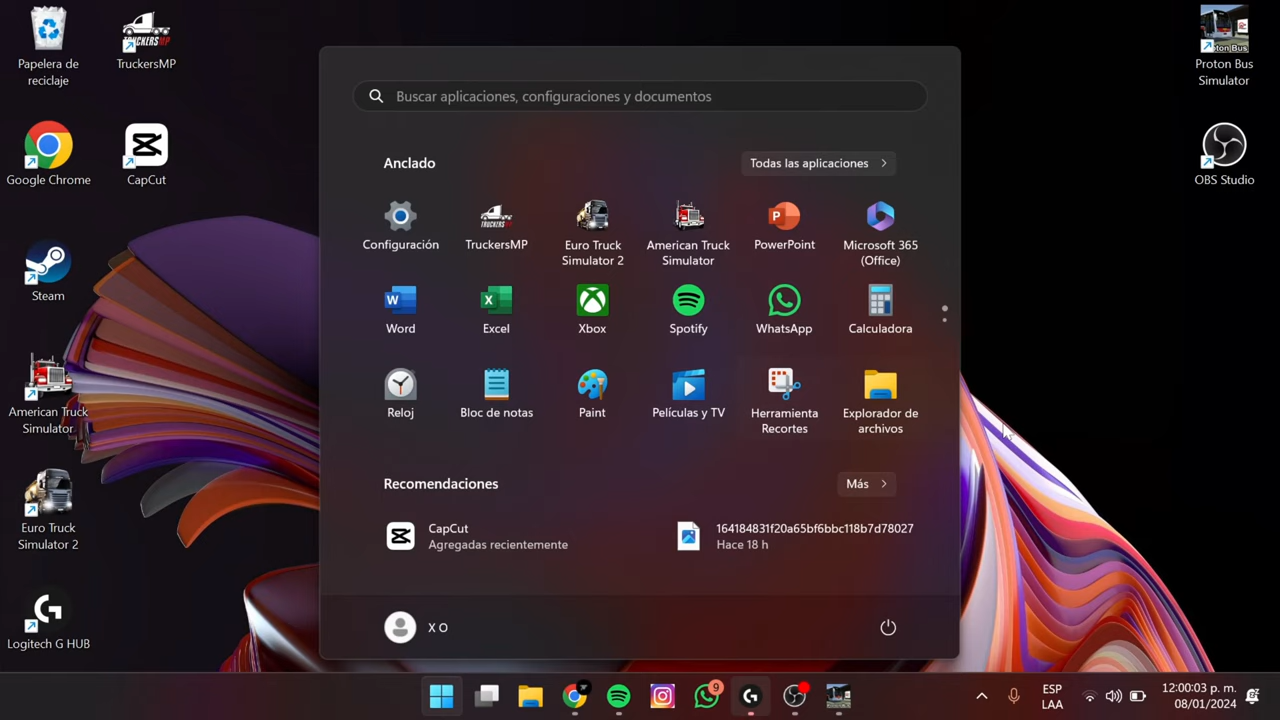 Papelera de
reciclaje
TruckersMP
Google Chrome
CapCut
Steam
American Truck
Simulator
Euro Truck
Simulator 2
Logitech G HUB
Proton Bus
Simulator
OBS Studio
Buscar aplicaciones, configuraciones y documentos
Anclado
Todas las aplicaciones
Configuración
TruckersMP
Euro Truck
Simulator 2
American Truck
Simulator
PowerPoint
Microsoft 365
(Office)
Word
Excel
Xbox
Spotify
WhatsApp
Calculadora
Reloj
Bloc de notas
Paint
Películas y TV
Herramienta
Recortes
Explorador de
archivos
Recomendaciones
Más
CapCut
Agregadas recientemente
164184831f20a65bf6bbc118b7d78027
Hace 18 h
X O
9
ESP
LAA
12:00:03 p. m.
08/01/2024